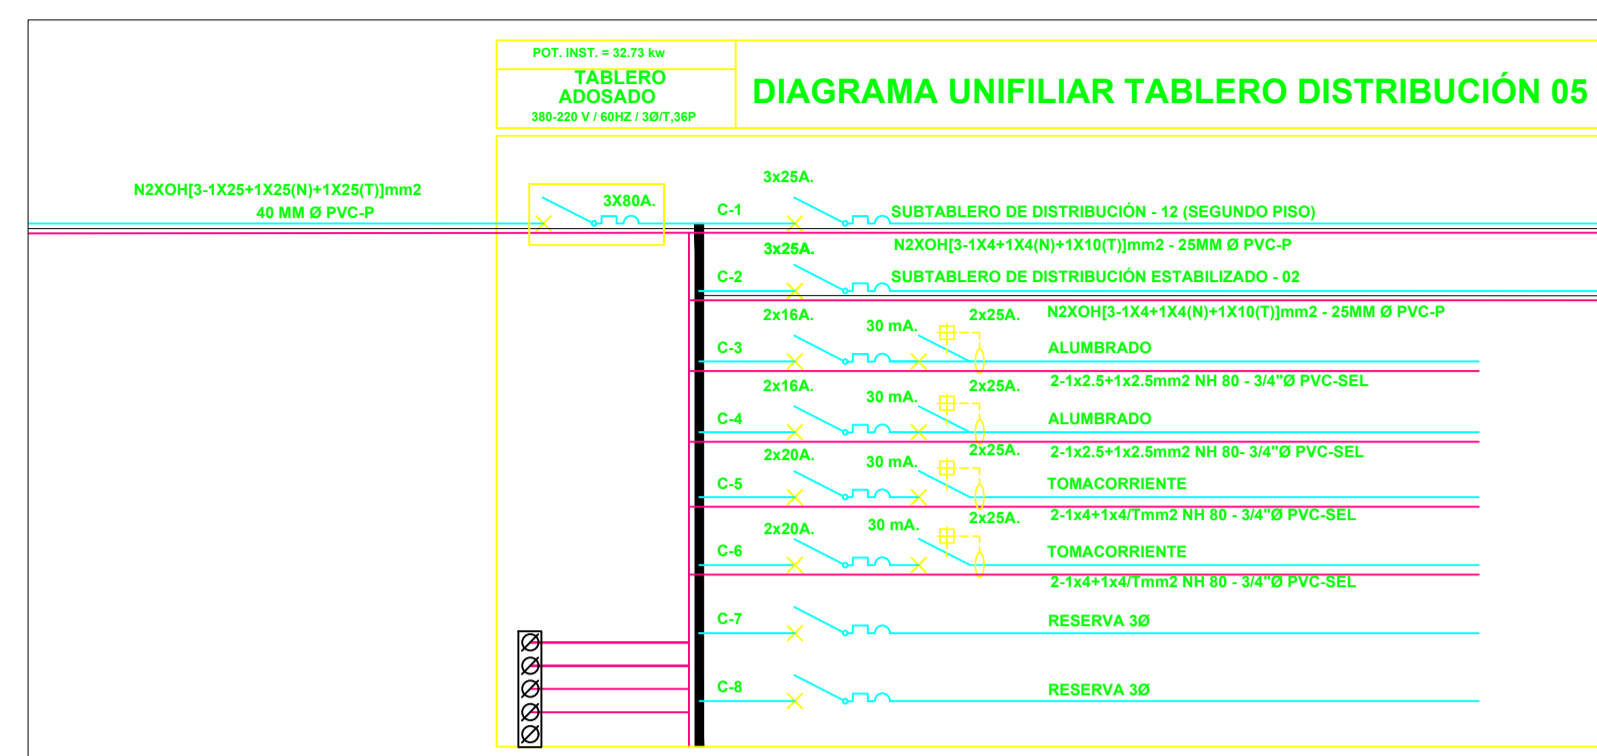 POT. INST. = 32.73 kw
TABLERO
ADOSADO
380-220 V / 60HZ / 3Ø/T,36P
DIAGRAMA UNIFILIAR TABLERO DISTRIBUCIÓN 05
N2XOH[3-1X25+1X25(N)+1X25(T)]mm2
40 MM Ø PVC-P
3X80A.
3x25A.
C-1
SUBTABLERO DE DISTRIBUCIÓN - 12 (SEGUNDO PISO)
N2XOH[3-1X4+1X4(N)+1X10(T)]mm2 - 25MM Ø PVC-P
3x25A.
C-2
SUBTABLERO DE DISTRIBUCIÓN ESTABILIZADO - 02
N2XOH[3-1X4+1X4(N)+1X10(T)]mm2 - 25MM Ø PVC-P
2x16A.
30 mA.
2x25A.
C-3
ALUMBRADO
2-1x2.5+1x2.5mm2 NH 80 - 3/4"Ø PVC-SEL
2x16A.
30 mA.
2x25A.
C-4
ALUMBRADO
2-1x2.5+1x2.5mm2 NH 80- 3/4"Ø PVC-SEL
2x20A.
30 mA.
2x25A.
C-5
TOMACORRIENTE
2-1x4+1x4/Tmm2 NH 80 - 3/4"Ø PVC-SEL
2x20A.
30 mA.
2x25A.
C-6
TOMACORRIENTE
2-1x4+1x4/Tmm2 NH 80 - 3/4"Ø PVC-SEL
C-7
RESERVA 3Ø
C-8
RESERVA 3Ø